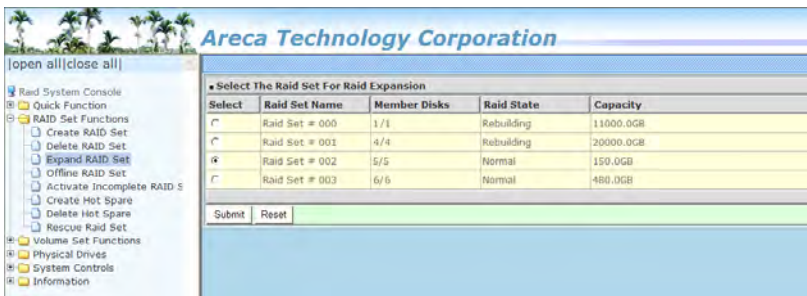 Areca Technology Corporation
|open all|close all|
Raid System Console
Quick Function
RAID Set Functions
Create RAID Set
Delete RAID Set
Expand RAID Set
Offline RAID Set
Activate Incomplete RAID S
Create Hot Spare
Delete Hot Spare
Rescue Raid Set
Volume Set Functions
Physical Drives
System Controls
Information
Select The Raid Set For Raid Expansion
Select Raid Set Name Member Disks Raid State Capacity
Raid Set # 000 1/1 Rebuilding 11000.0GB
Raid Set # 001 4/4 Rebuilding 20000.0GB
Raid Set # 002 5/5 Normal 150.0GB
Raid Set # 003 6/6 Normal 480.0GB
Submit Reset